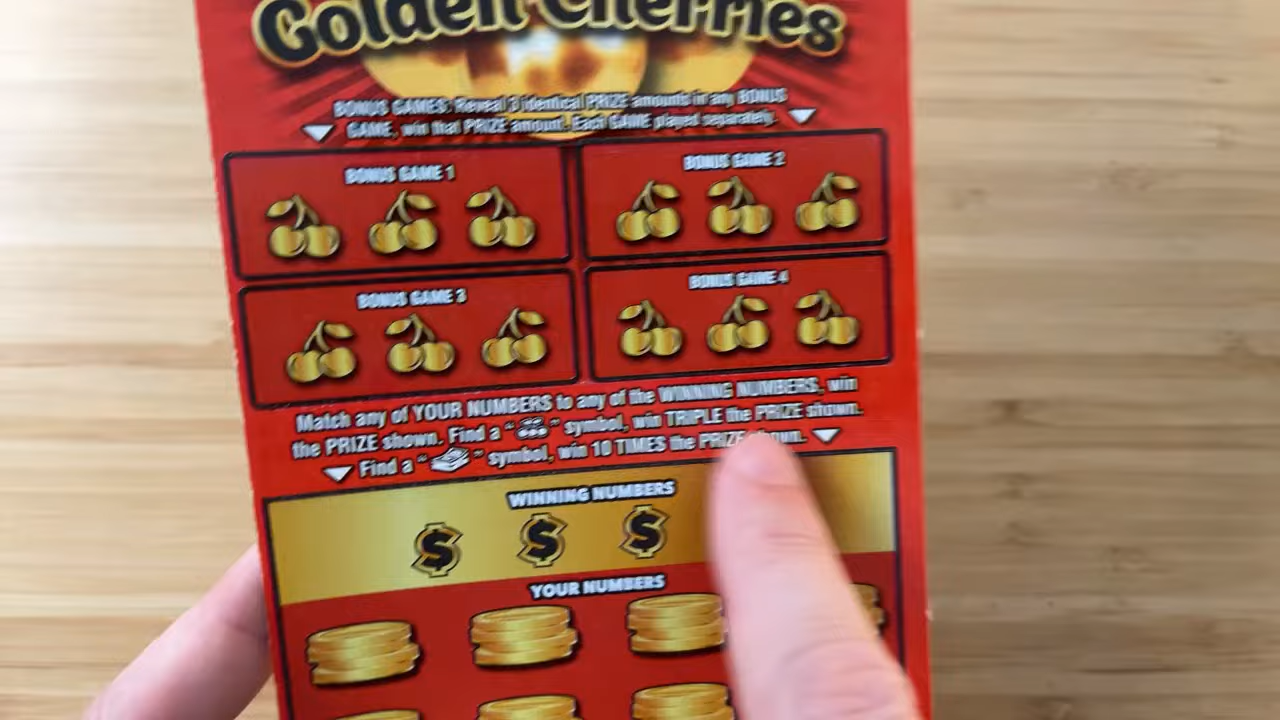 Golden Cherries
BONUS GAMES: Reveal 3 identical PRIZE amounts in any BONUS
GAME, win that PRIZE amount. Each GAME played separately.
BONUS GAME 1
BONUS GAME 2
BONUS GAME 3
BONUS GAME 4
Match any of YOUR NUMBERS to any of the WINNING NUMBERS, win
the PRIZE shown. Find a " " symbol, win TRIPLE the PRIZE shown.
Find a " " symbol, win 10 TIMES the PRIZE shown.
WINNING NUMBERS
$ $ $
YOUR NUMBERS